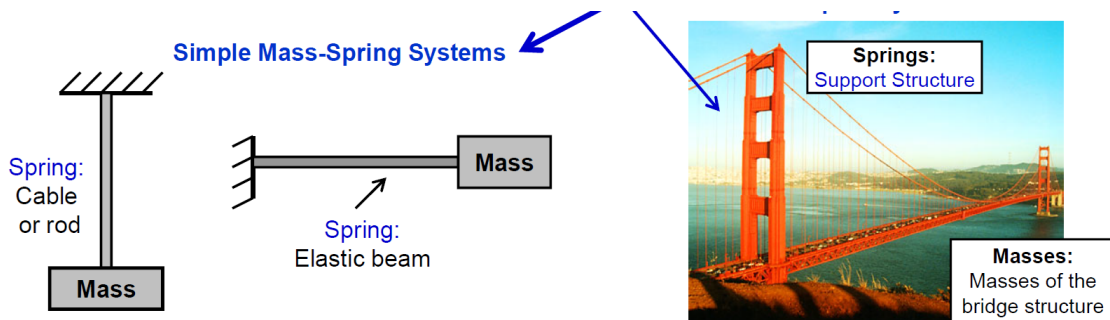 Simple Mass-Spring Systems
Spring:
Cable
or rod
Mass
Mass
Spring:
Elastic beam
Springs:
Support Structure
Masses:
Masses of the
bridge structure